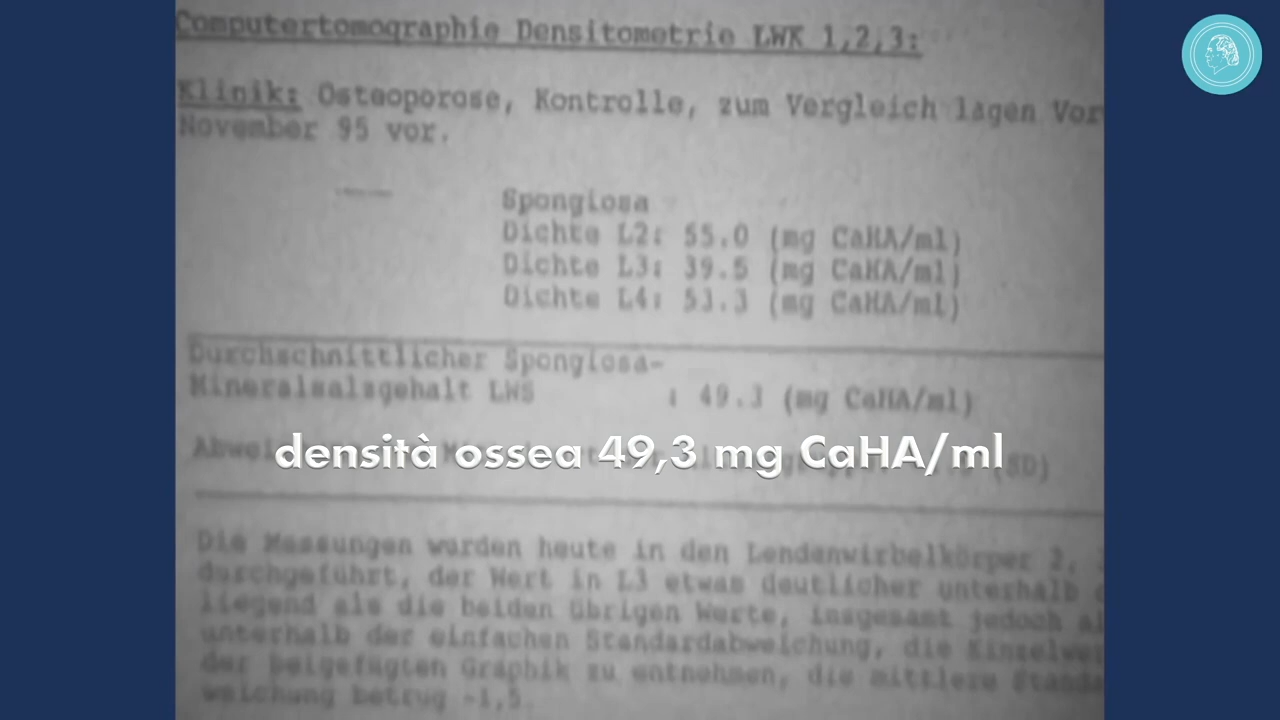 Computertomographie Densitometrie LWK 1,2,3:
Klinik: Osteoporose, Kontrolle, zum Vergleich lagen Vor
November 95 vor.
Spongiosa
Dichte L2: 55.0 (mg CaHA/ml)
Dichte L3: 39.5 (mg CaHA/ml)
Dichte L4: 53.3 (mg CaHA/ml)
Durchschnittlicher Spongiosa-
Mineralsalzgehalt LWS : 49.3 (mg CaHA/ml)
densità ossea 49,3 mg CaHA/ml
(SD)
Die Messungen wurden heute in den Lendenwirbelkörper 2,
durchgeführt, der Wert in L3 etwas deutlicher unterhalb
liegend als die beiden übrigen Werte, insgesamt jedoch
unterhalb der einfachen Standardabweichung, die
der beigefügten Graphik zu entnehmen, die mittlere
weichung betrug -1,5.